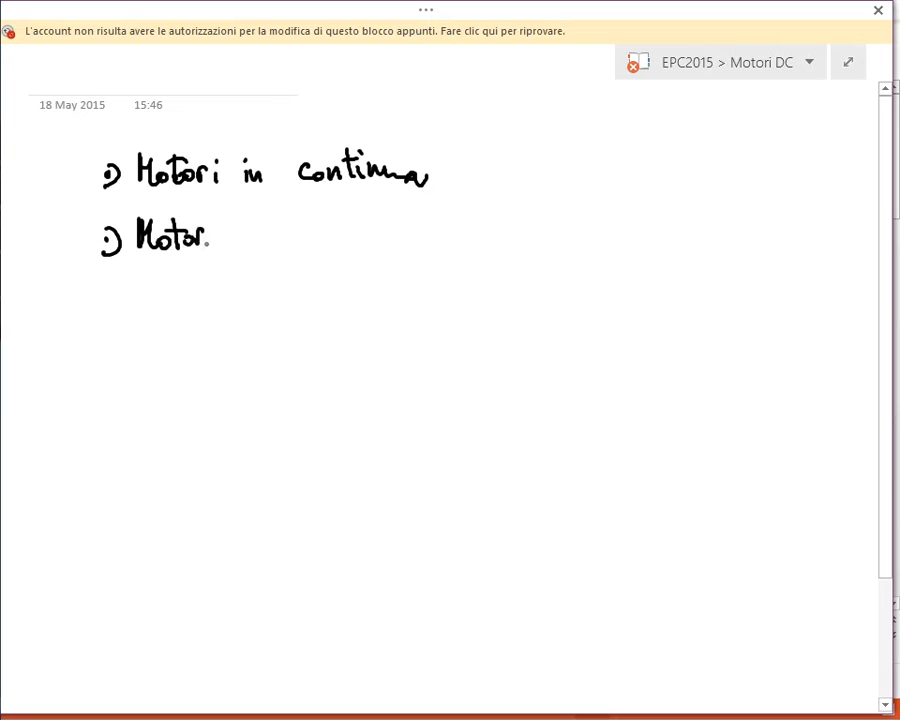 L'account non risulta avere le autorizzazioni per la modifica di questo blocco appunti. Fare clic qui per riprovare.
EPC2015 > Motori DC
18 May 2015 15:46
·) Motori in continua
·) Motor